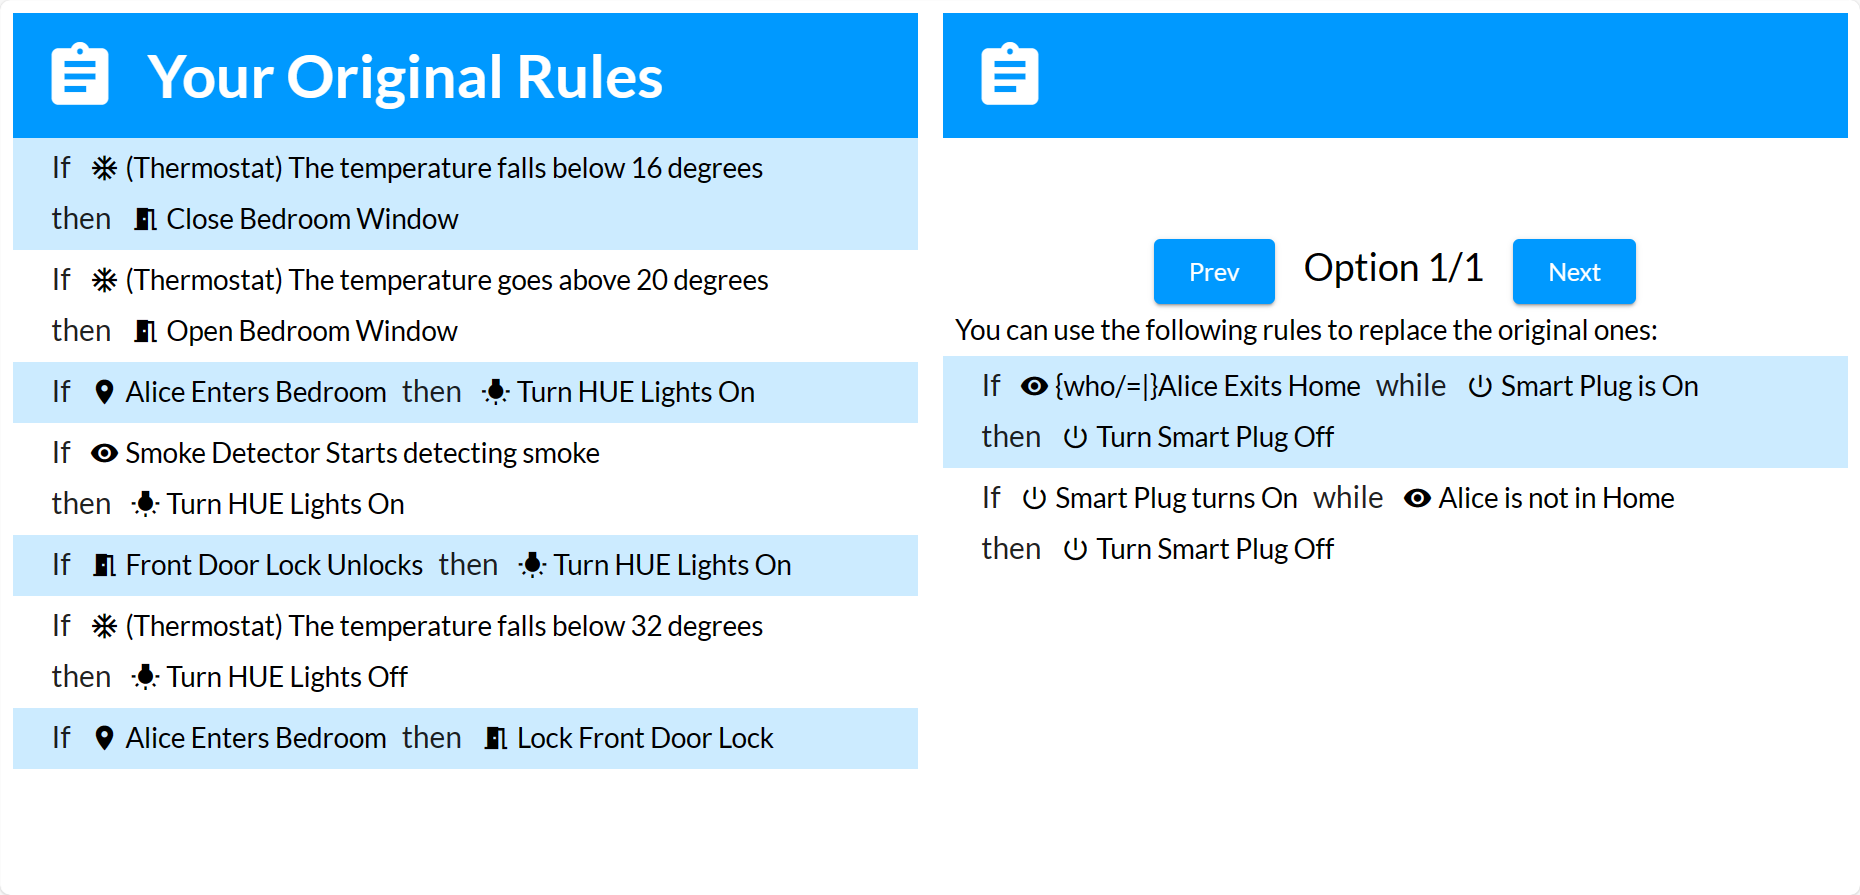 Your Original Rules
If (Thermostat) The temperature falls below 16 degrees
then Close Bedroom Window
If (Thermostat) The temperature goes above 20 degrees
then Open Bedroom Window
If Alice Enters Bedroom then Turn HUE Lights On
If Smoke Detector Starts detecting smoke
then Turn HUE Lights On
If Front Door Lock Unlocks then Turn HUE Lights On
If (Thermostat) The temperature falls below 32 degrees
then Turn HUE Lights Off
If Alice Enters Bedroom then Lock Front Door Lock
Prev Option 1/1 Next
You can use the following rules to replace the original ones:
If {who/=|}Alice Exits Home while Smart Plug is On
then Turn Smart Plug Off
If Smart Plug turns On while Alice is not in Home
then Turn Smart Plug Off